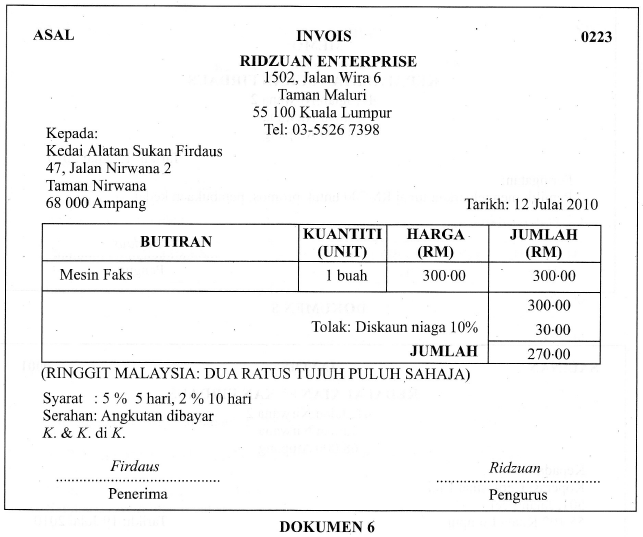 ASAL INVOIS 0223
RIDZUAN ENTERPRISE
1502, Jalan Wira 6
Taman Maluri
55 100 Kuala Lumpur
Tel: 03-5526 7398
Kepada:
Kedai Alatan Sukan Firdaus
47, Jalan Nirwana 2
Taman Nirwana
68 000 Ampang
Tarikh: 12 Julai 2010
BUTIRAN KUANTITI (UNIT) HARGA (RM) JUMLAH (RM)
Mesin Faks 1 buah 300·00 300·00
300·00
Tolak: Diskaun niaga 10% 30·00
JUMLAH 270·00
(RINGGIT MALAYSIA: DUA RATUS TUJUH PULUH SAHAJA)
Syarat : 5 % 5 hari, 2 % 10 hari
Serahan: Angkutan dibayar
K. & K. di K.
Firdaus Ridzuan
Penerima Pengurus
DOKUMEN 6